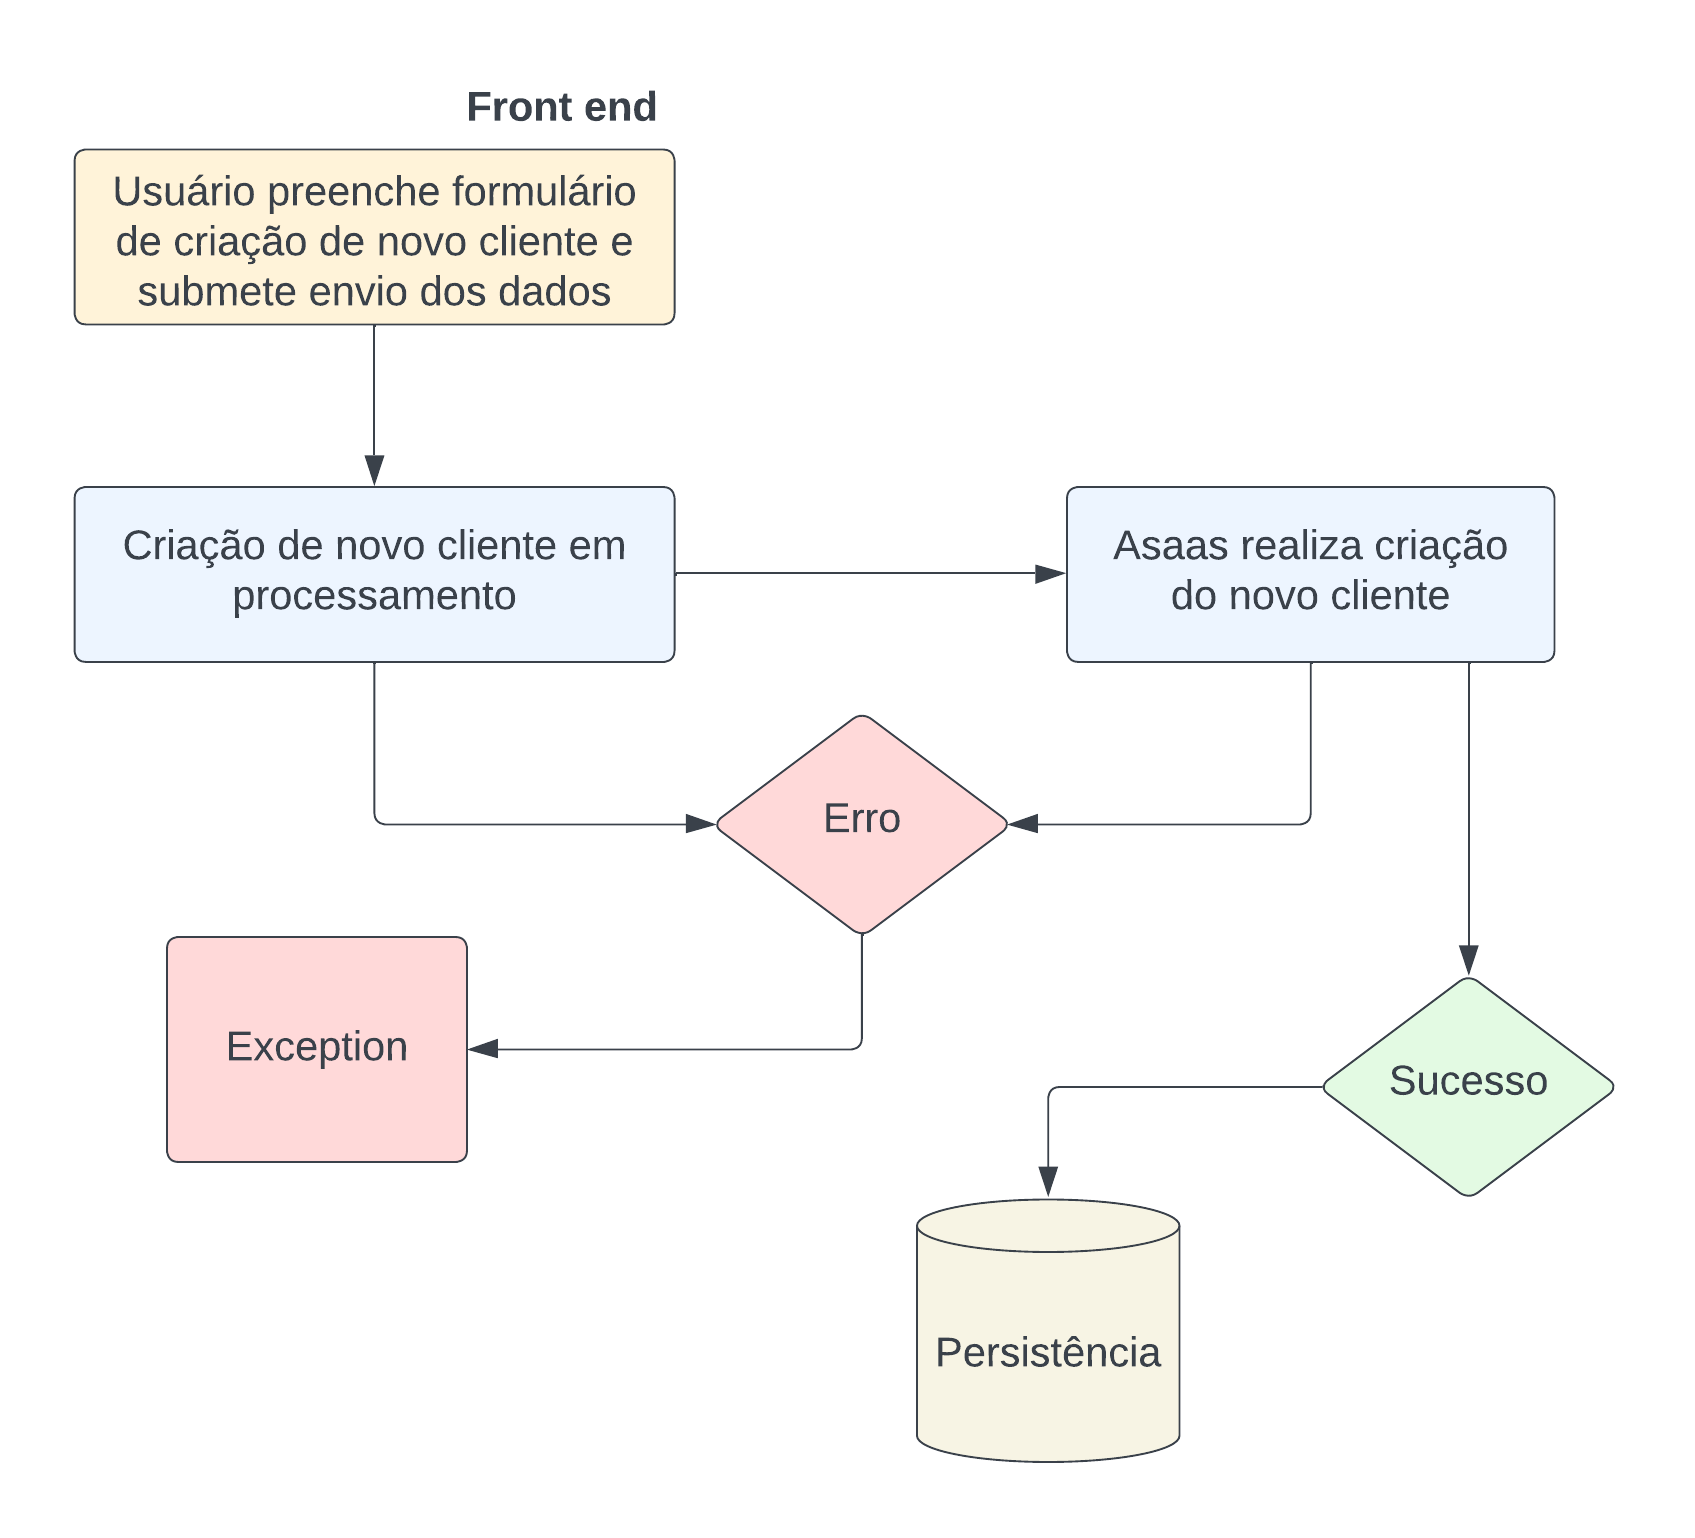 Front end
Usuário preenche formulário
de criação de novo cliente e
submete envio dos dados
Criação de novo cliente em
processamento
Asaas realiza criação
do novo cliente
Erro
Exception
Sucesso
Persistência